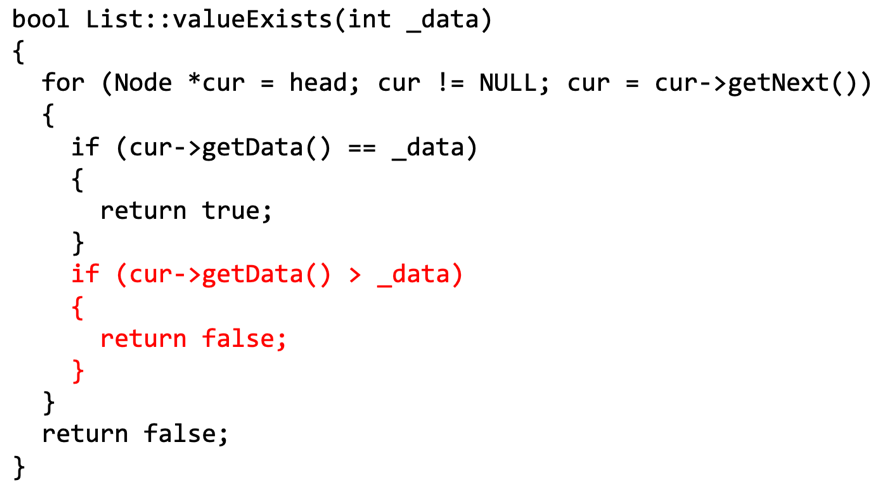 bool List::valueExists(int _data)
{
  for (Node *cur = head; cur != NULL; cur = cur->getNext())
  {
    if (cur->getData() == _data)
    {
      return true;
    }
    if (cur->getData() > _data)
    {
      return false;
    }
  }
  return false;
}